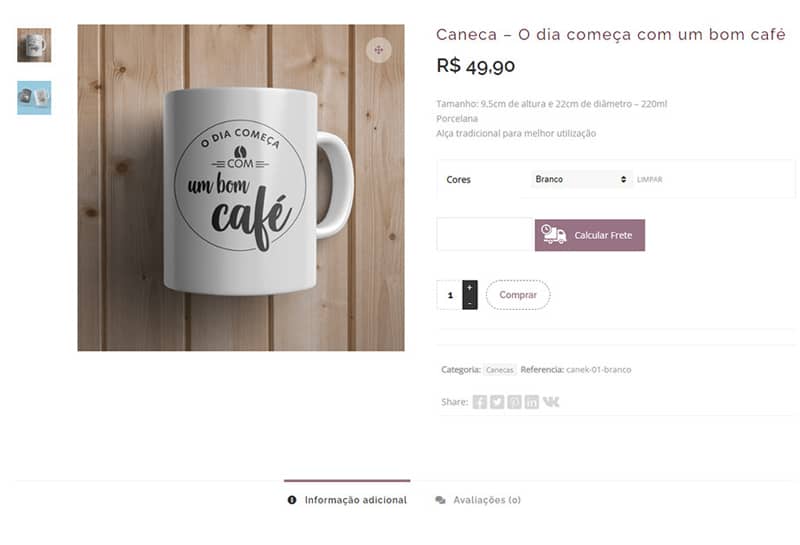 Caneca – O dia começa com um bom café
R$ 49,90
O DIA COMEÇA
COM
um bom
café
Tamanho: 9,5cm de altura e 22cm de diâmetro – 220ml
Porcelana
Alça tradicional para melhor utilização
Cores
Branco
LIMPAR
Calcular Frete
1
+
-
Comprar
Categoria: Canecas Referencia: canek-01-branco
Share:
Informação adicional
Avaliações (0)